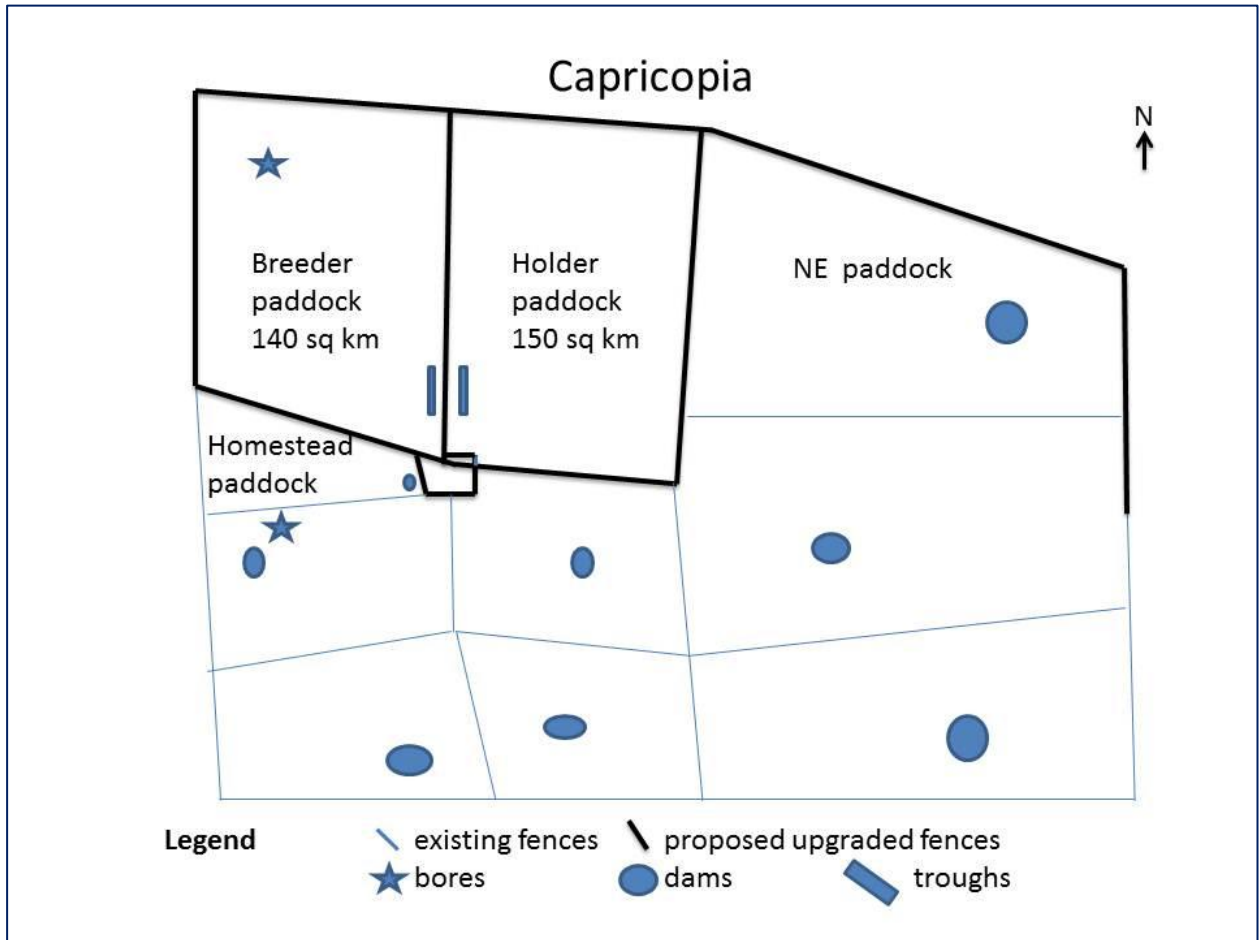 Capricopia
N
Breeder
paddock
140 sq km
Holder
paddock
150 sq km
NE paddock
Homestead
paddock
Legend
existing fences
proposed upgraded fences
bores
dams
troughs